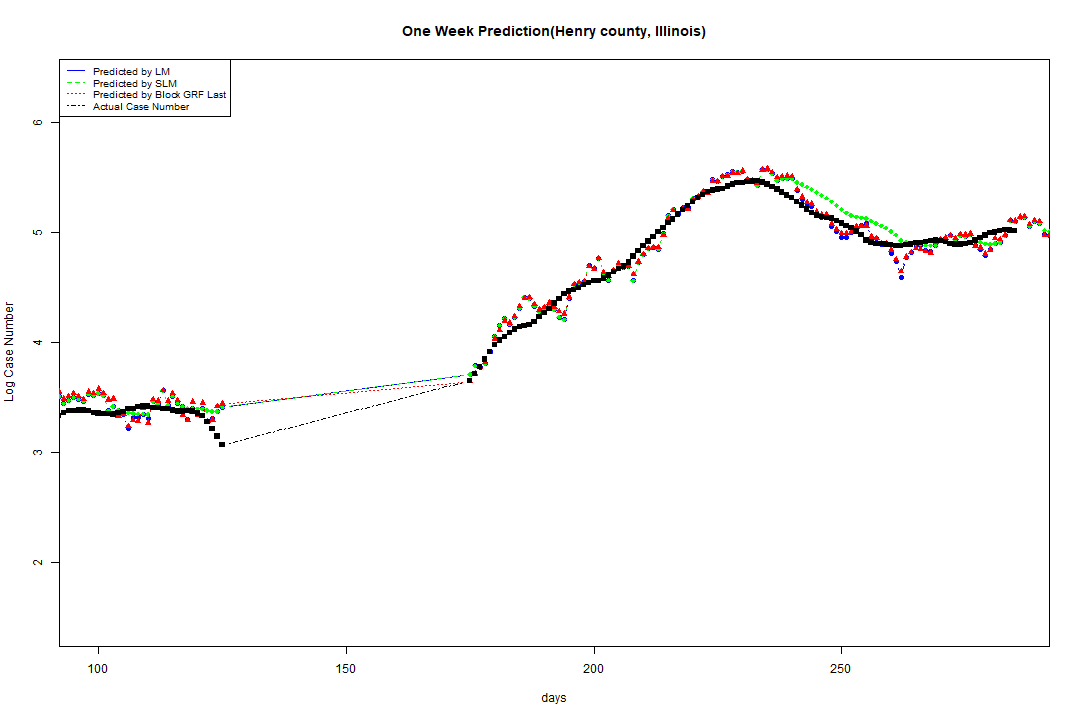 One Week Prediction(Henry county, Illinois)
Predicted by LM
Predicted by SLM
Predicted by Block GRF Last
Actual Case Number
Log Case Number
6
5
4
3
2
100 150 200 250
days